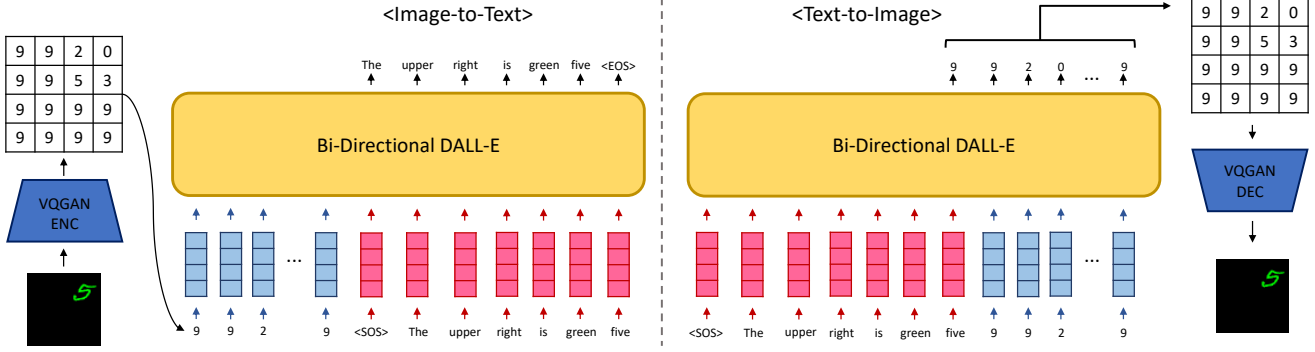 <Image-to-Text>
9 9 2 0
9 9 5 3
9 9 9 9
9 9 9 9
VQGAN
ENC
The upper right is green five <EOS>
Bi-Directional DALL-E
...
9 9 2 9 <SOS> The upper right is green five
5
<Text-to-Image>
9 9 2 0 ... 9
Bi-Directional DALL-E
...
<SOS> The upper right is green five 9 9 2 9
9 9 2 0
9 9 5 3
9 9 9 9
9 9 9 9
VQGAN
DEC
5